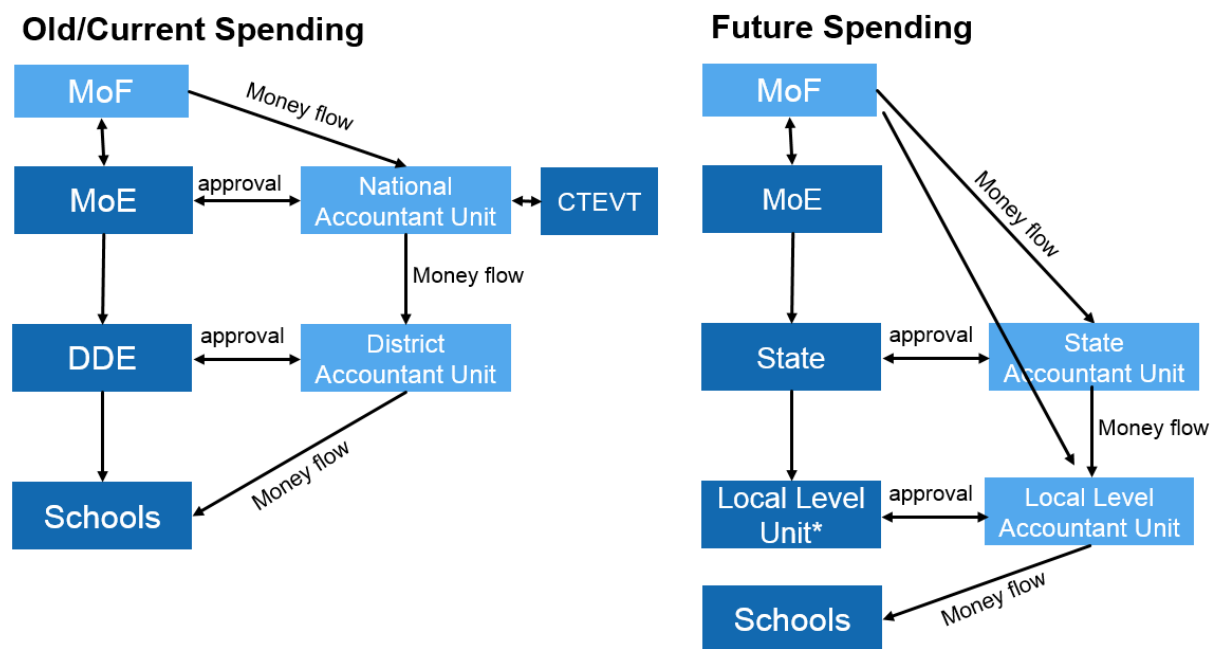 Old/Current Spending
MoF
Money flow
MoE
approval
National
Accountant Unit
CTEVT
Money flow
DDE
approval
District
Accountant Unit
Money flow
Schools
Future Spending
MoF
Money flow
MoE
State
approval
State
Accountant Unit
Money flow
Local Level
Unit*
approval
Local Level
Accountant Unit
Money flow
Schools